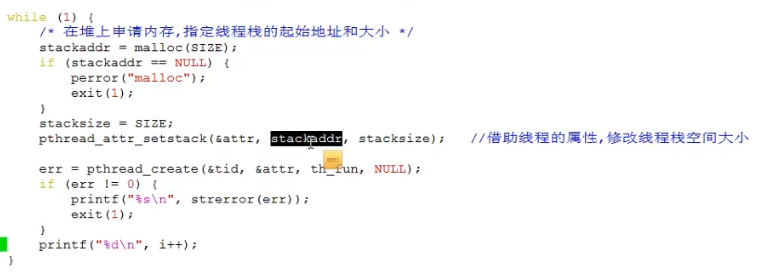 while (1) {
/* 在堆上申请内存,指定线程栈的起始地址和大小 */
stackaddr = malloc(SIZE);
if (stackaddr == NULL) {
perror("malloc");
exit(1);
}
stacksize = SIZE;
pthread_attr_setstack(&attr, stackaddr, stacksize);   //借助线程的属性,修改线程栈空间大小
err = pthread_create(&tid, &attr, th_fun, NULL);
if (err != 0) {
printf("%s\n", strerror(err));
exit(1);
}
printf("%d\n", i++);
}